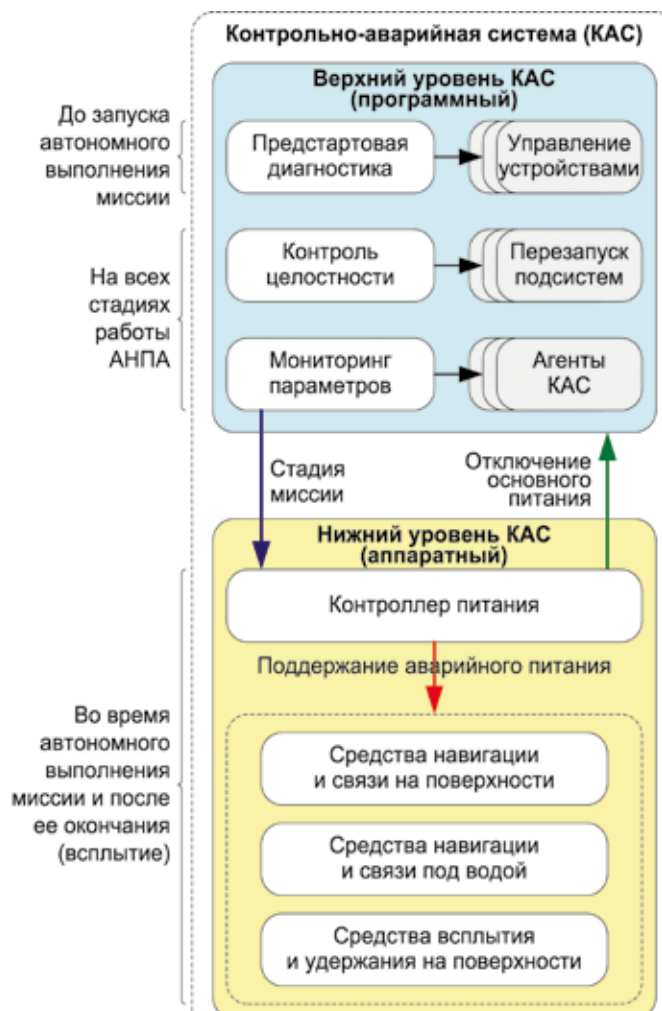 Контрольно-аварийная система (КАС)
Верхний уровень КАС
(программный)
До запуска
автономного
выполнения
миссии
Предстартовая
диагностика
Управление
устройствами
На всех
стадиях
работы
АНПА
Контроль
целостности
Перезапуск
подсистем
Мониторинг
параметров
Агенты
КАС
Стадия
миссии
Отключение
основного
питания
Нижний уровень КАС
(аппаратный)
Контроллер питания
Поддержание аварийного питания
Во время
автономного
выполнения
миссии и после
ее окончания
(всплытие)
Средства навигации
и связи на поверхности
Средства навигации
и связи под водой
Средства всплытия
и удержания на поверхности